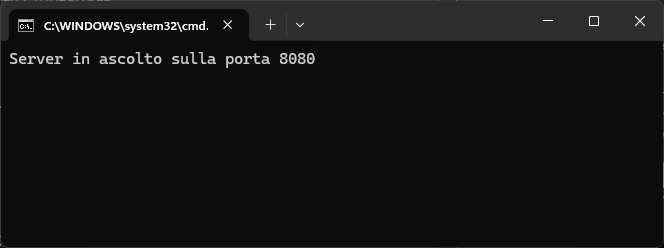 C:\WINDOWS\system32\cmd.
Server in ascolto sulla porta 8080